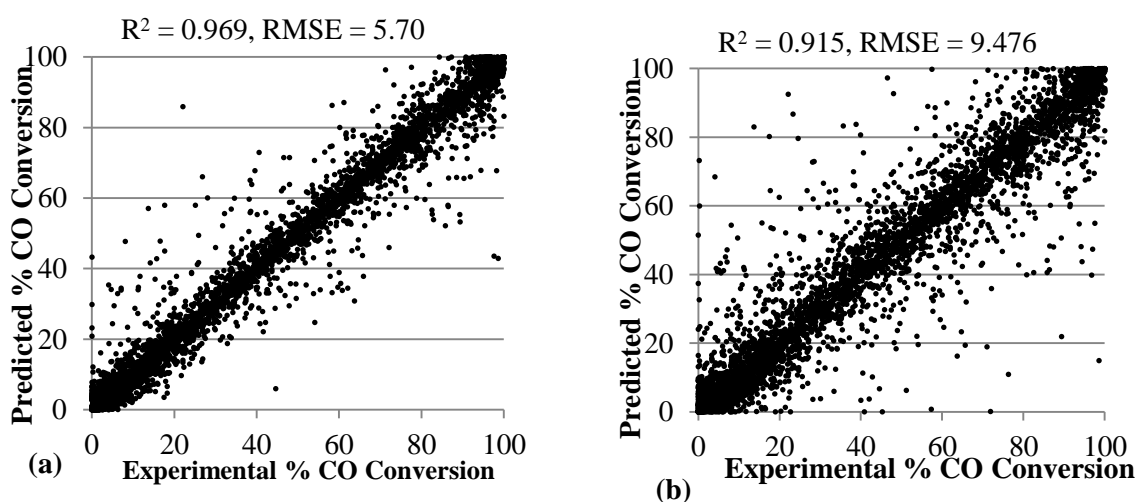 R² = 0.969, RMSE = 5.70
Predicted % CO Conversion
100
80
60
40
20
0
0 20 40 60 80 100
Experimental % CO Conversion
(a)
R² = 0.915, RMSE = 9.476
Predicted % CO Conversion
100
80
60
40
20
0
0 20 40 60 80 100
Experimental % CO Conversion
(b)